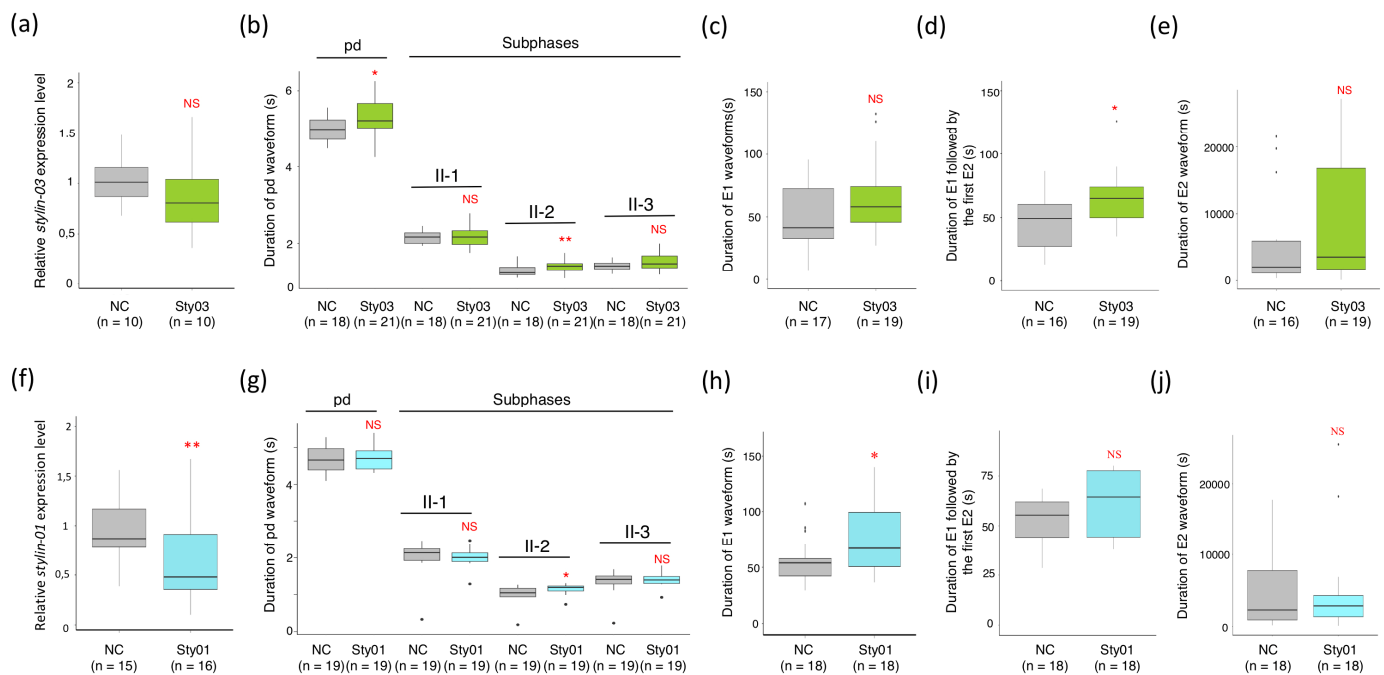 (a)
Relative stylin-03 expression level
2
1.5
1
0,5
0
NS
NC
(n = 10)
Sty03
(n = 10)
(b)
pd
Subphases
Duration of pd waveform (s)
6
4
2
0
*
II-1
NS
II-2
**
II-3
NS
NC Sty03 NC Sty03 NC Sty03 NC Sty03
(n = 18) (n = 21) (n = 18) (n = 21) (n = 18) (n = 21) (n = 18) (n = 21)
(c)
Duration of E1 waveforms(s)
150
100
50
0
NS
NC
(n = 17)
Sty03
(n = 19)
(d)
Duration of E1 followed by
the first E2 (s)
150
100
50
0
*
NC
(n = 16)
Sty03
(n = 19)
(e)
Duration of E2 waveform (s)
20000
10000
0
NS
NC
(n = 16)
Sty03
(n = 19)
(f)
Relative stylin-01 expression level
2
1.5
1
0,5
0
**
NC
(n = 15)
Sty01
(n = 16)
(g)
pd
Subphases
Duration of pd waveform (s)
4
2
0
NS
II-1
NS
II-2
*
II-3
NS
NC Sty01 NC Sty01 NC Sty01 NC Sty01
(n = 19) (n = 19) (n = 19) (n = 19) (n = 19) (n = 19) (n = 19) (n = 19)
(h)
Duration of E1 waveform (s)
150
100
50
0
*
NC
(n = 18)
Sty01
(n = 18)
(i)
Duration of E1 followed by
the first E2 (s)
75
50
25
0
NS
NC
(n = 18)
Sty01
(n = 18)
(j)
Duration of E2 waveform (s)
20000
10000
0
NS
NC
(n = 18)
Sty01
(n = 18)